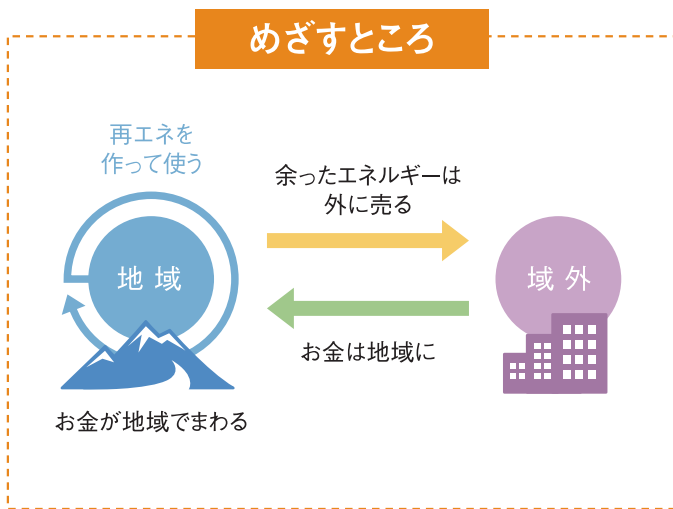 めざすところ
再エネを
作って使う
余ったエネルギーは
外に売る
地域
域外
お金は地域に
お金が地域でまわる